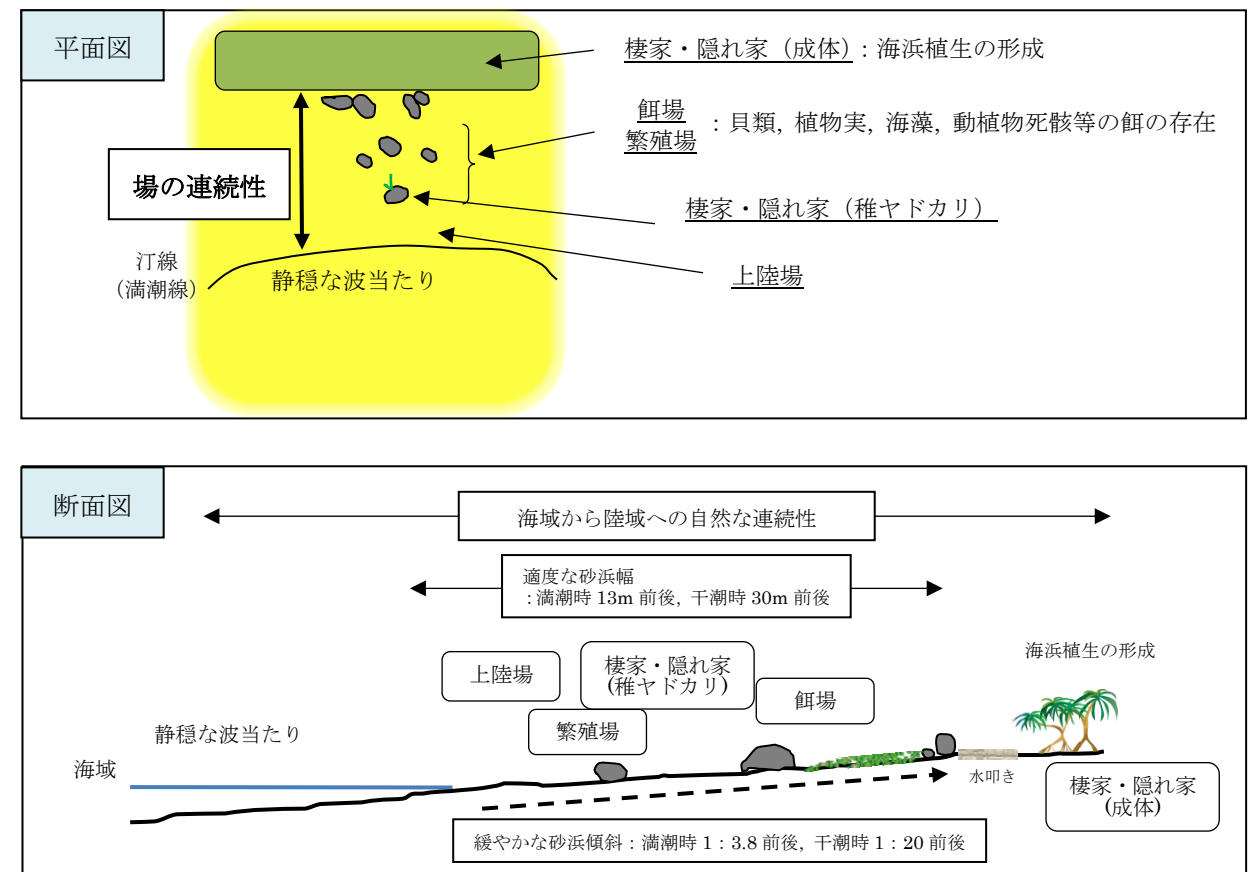 平面図
棲家・隠れ家（成体）: 海浜植生の形成
餌場
繁殖場
: 貝類, 植物実, 海藻, 動植物死骸等の餌の存在
場の連続性
棲家・隠れ家（稚ヤドカリ）
汀線
（満潮線）
静穏な波当たり
上陸場
断面図
海域から陸域への自然な連続性
適度な砂浜幅
: 満潮時 13m 前後, 干潮時 30m 前後
海浜植生の形成
上陸場
棲家・隠れ家
(稚ヤドカリ)
餌場
繁殖場
静穏な波当たり
海域
水叩き
棲家・隠れ家
(成体)
緩やかな砂浜傾斜 : 満潮時 1 : 3.8 前後, 干潮時 1 : 20 前後